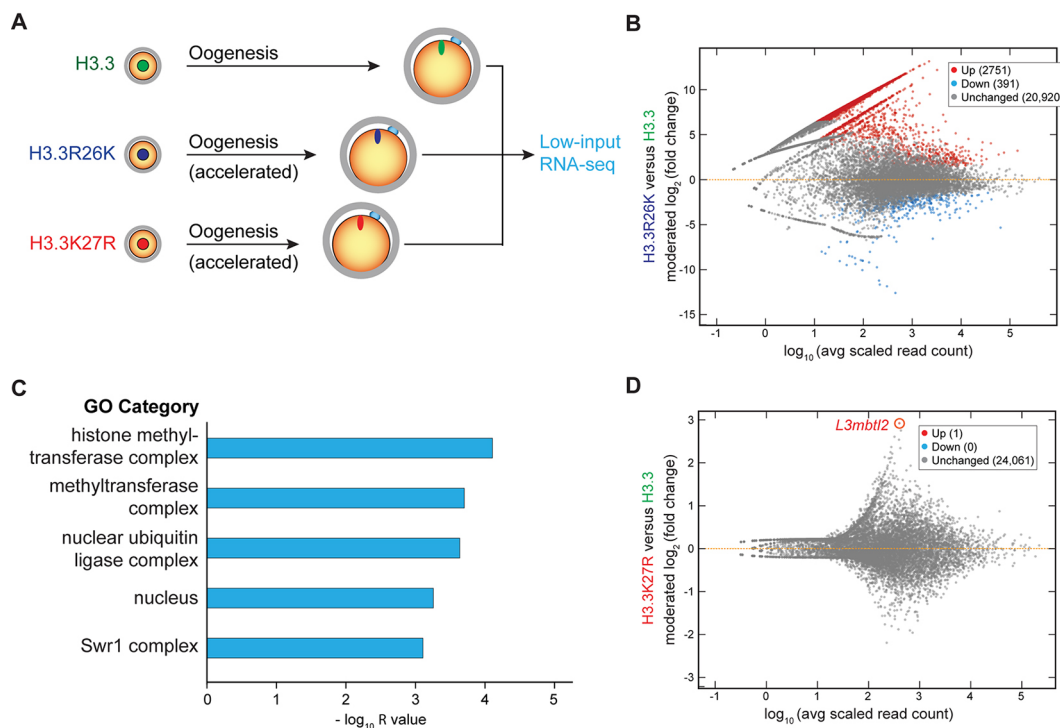 A
H3.3
Oogenesis
H3.3R26K
Oogenesis
(accelerated)
H3.3K27R
Oogenesis
(accelerated)
Low-input
RNA-seq
B
H3.3R26K versus H3.3
moderated log2 (fold change)
10
5
0
-5
-10
-15
Up (2751)
Down (391)
Unchanged (20,920
-1
0
1
2
3
4
5
log10 (avg scaled read count)
C
GO Category
histone methyl-
transferase complex
methyltransferase
complex
nuclear ubiquitin
ligase complex
nucleus
Swr1 complex
0
1
2
3
4
5
- log10 R value
D
H3.3K27R versus H3.3
moderated log2 (fold change)
3
2
1
0
-1
-2
-3
L3mbtl2
Up (1)
Down (0)
Unchanged (24,061)
-1
0
1
2
3
4
5
log10 (avg scaled read count)